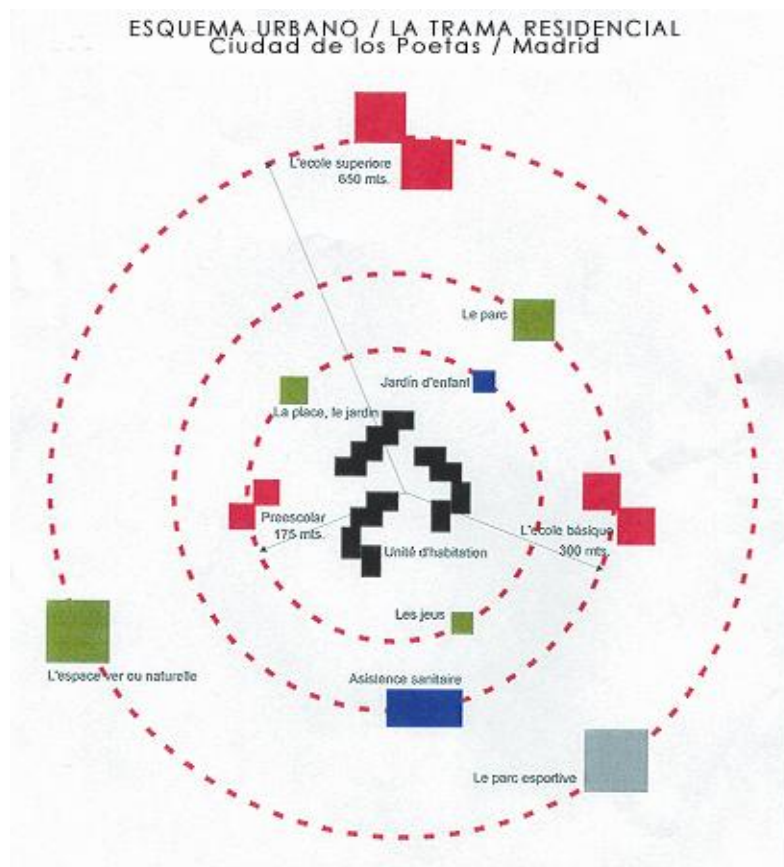 ESQUEMA URBANO / LA TRAMA RESIDENCIAL
Ciudad de los Poetas / Madrid
L'ecole superiore
650 mts.
Le parc
Jardin d'enfant
La place, le jardin
Preescolar
175 mts.
L'ecole básique
300 mts.
Unité d'habitation
Les jeus
L'espace ver ou naturelle
Asistence sanitaire
Le parc esportive